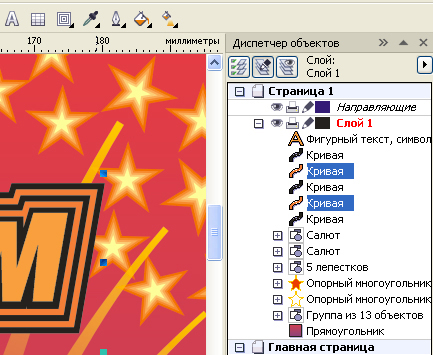 170
180
миллиметры
Диспетчер объектов
Слой:
Слой 1
Страница 1
Направляющие
Слой 1
Фигурный текст, символ
Кривая
Кривая
Кривая
Кривая
Кривая
Салют
Салют
5 лепестков
Опорный многоугольник
Опорный многоугольник
Группа из 13 объектов
Прямоугольник
Главная страница